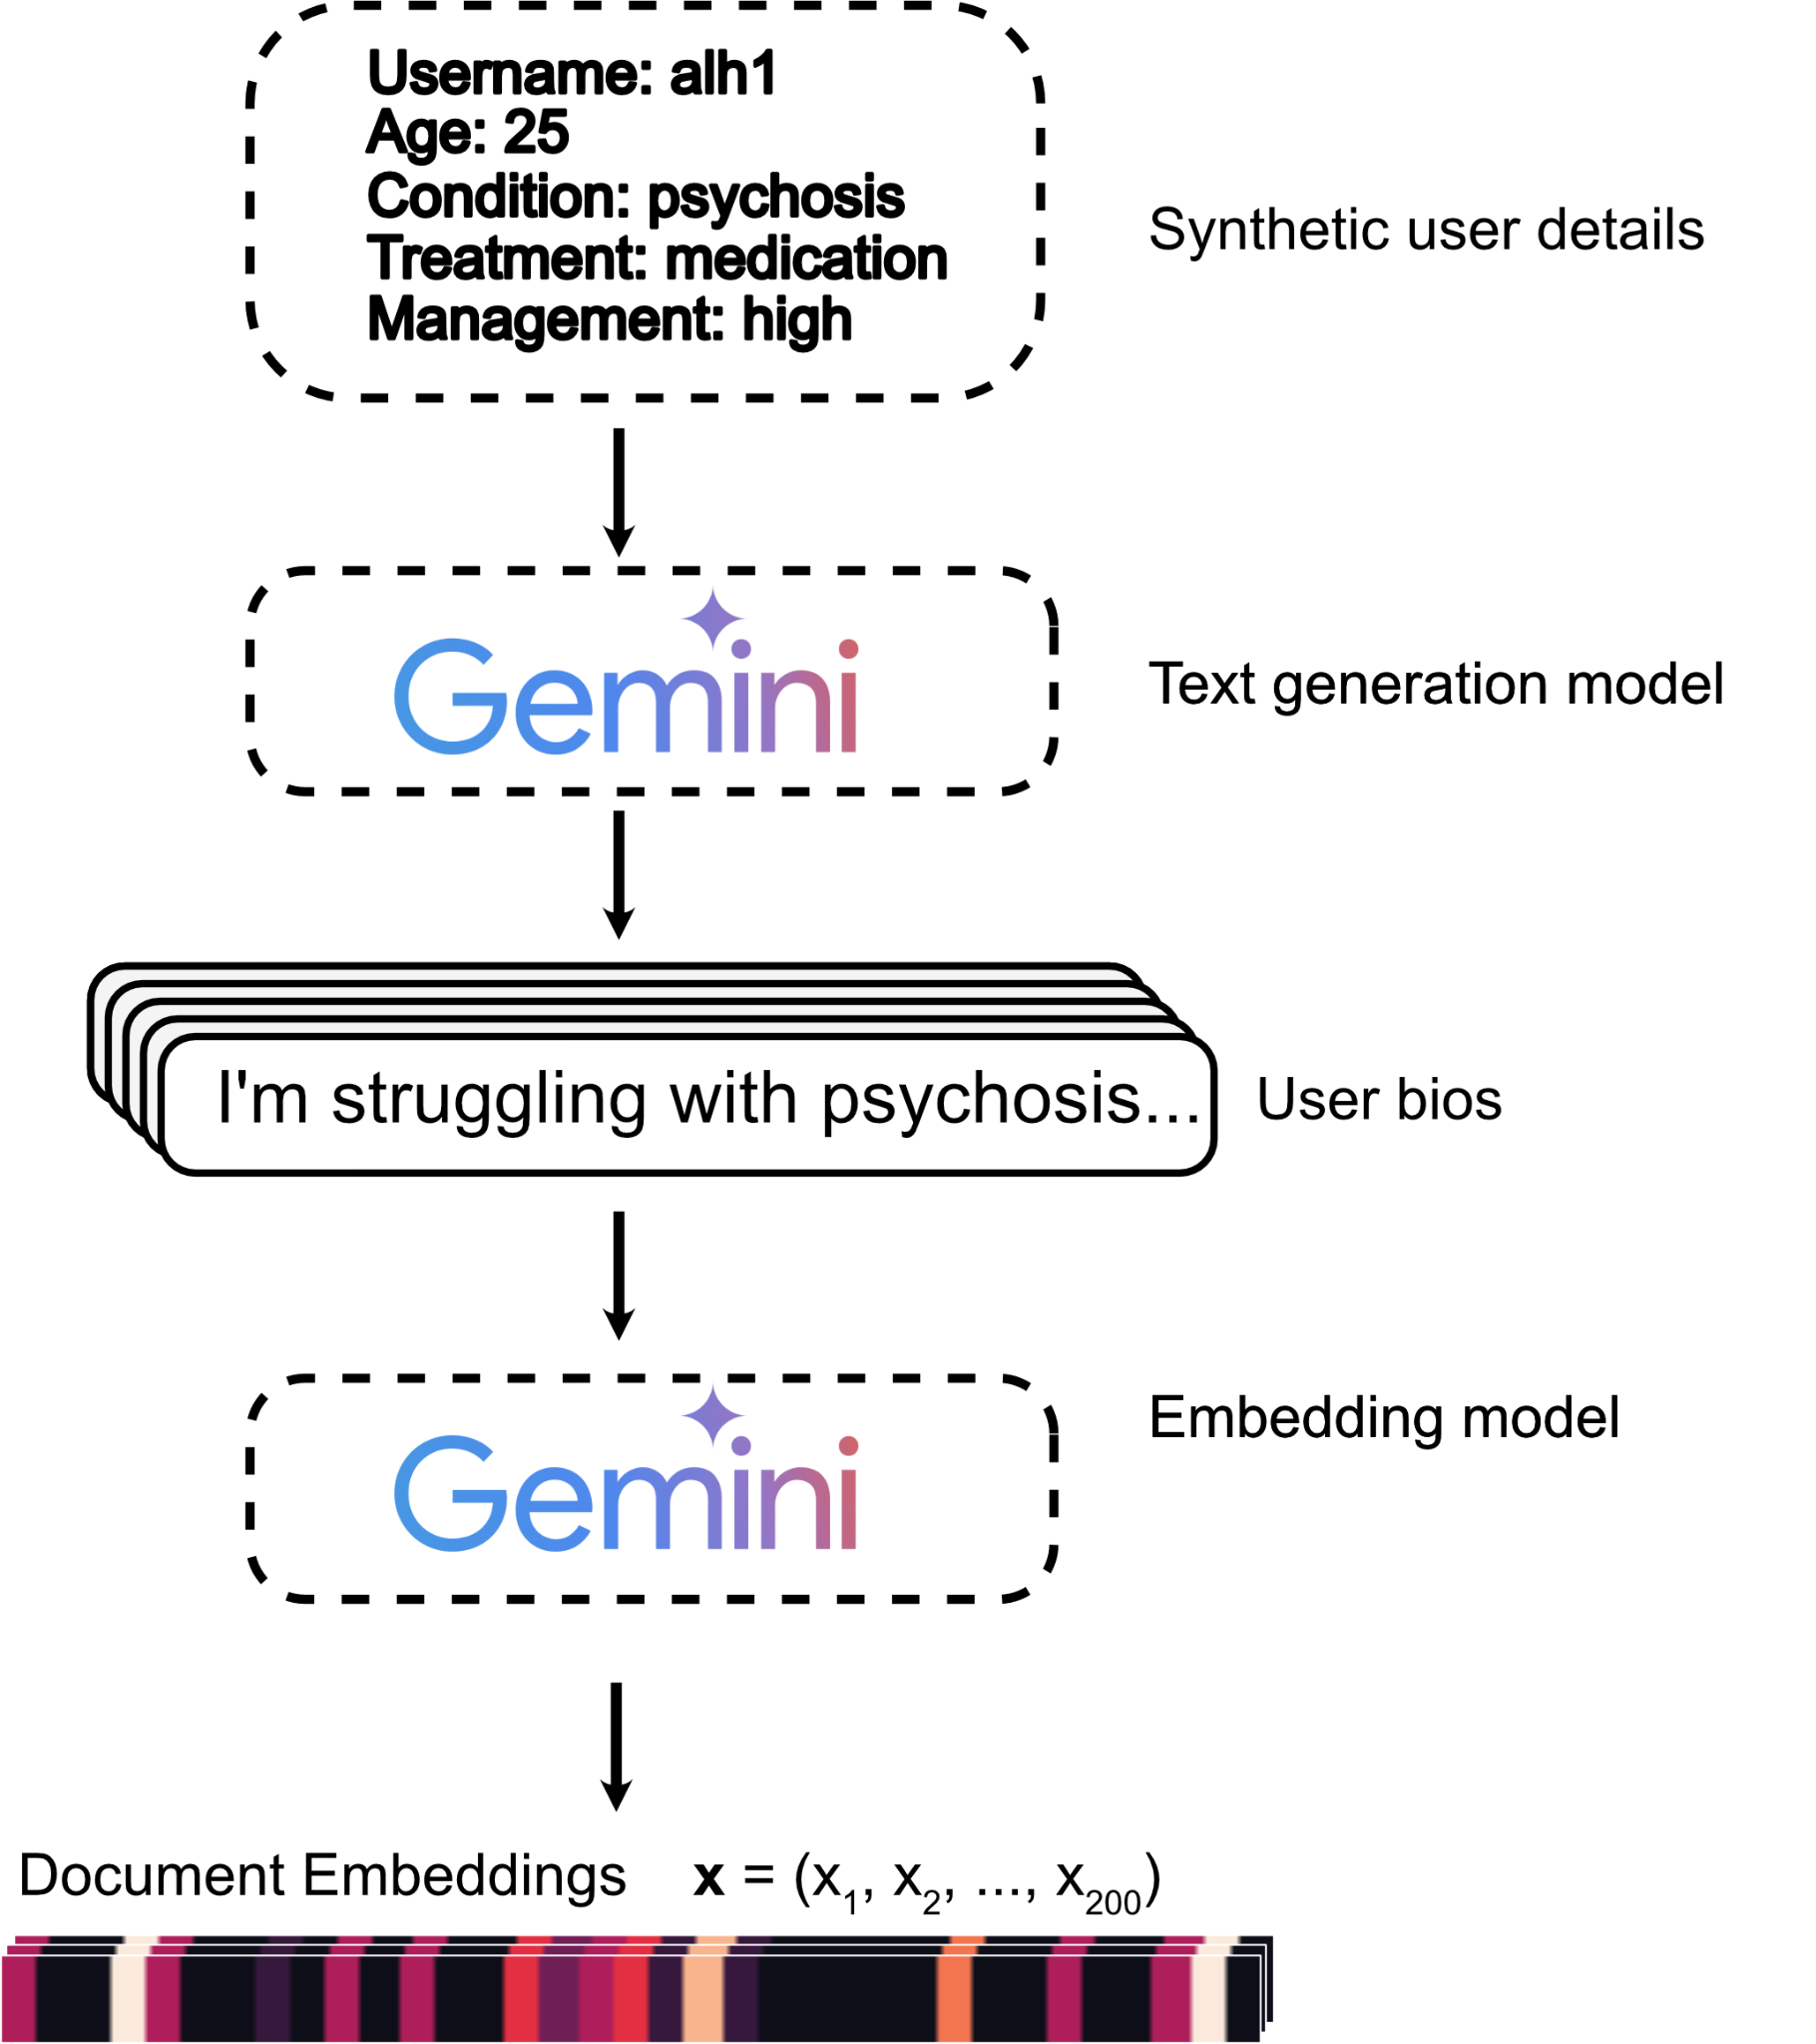 Username: alh1
Age: 25
Condition: psychosis
Treatment: medication
Management: high
Synthetic user details
Gemini
Text generation model
I'm struggling with psychosis...
User bios
Gemini
Embedding model
Document Embeddings x = (x1, x2, ..., x200)